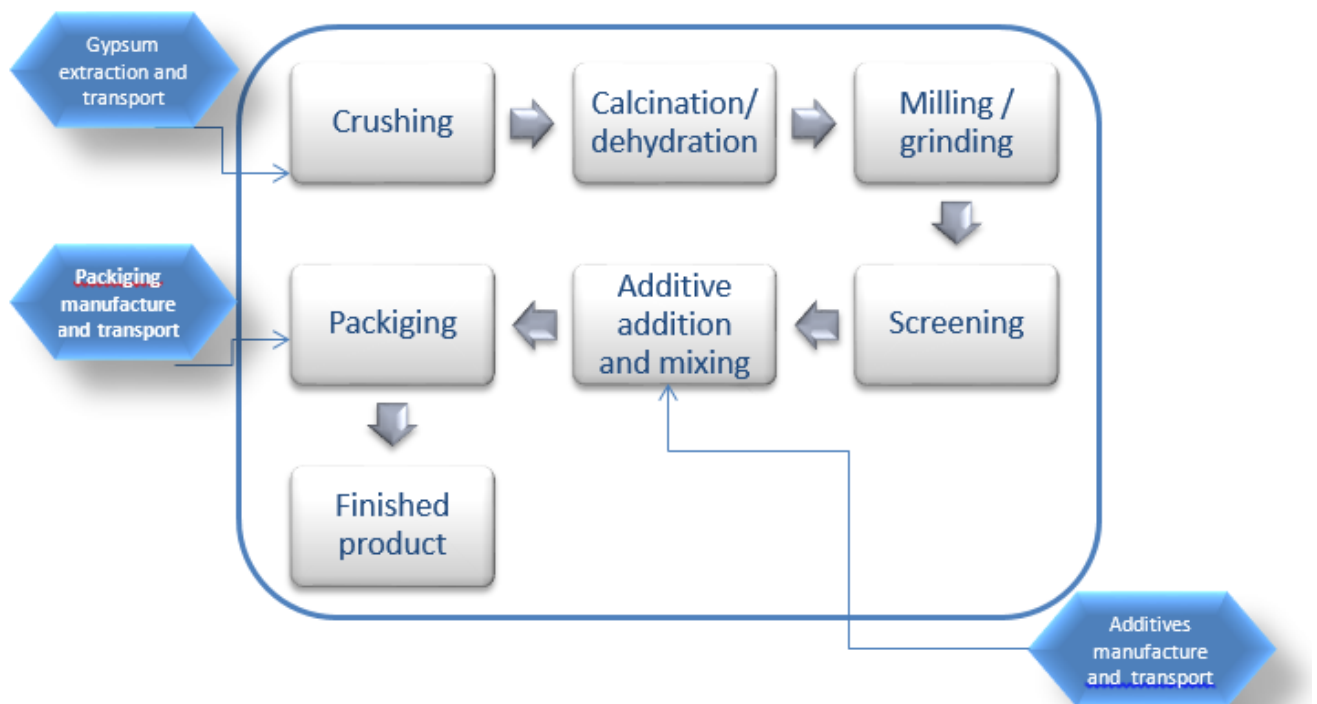 Gypsum
extraction and
transport
Crushing
Calcination/
dehydration
Milling /
grinding
Packiging
manufacture
and transport
Packiging
Additive
addition
and mixing
Screening
Finished
product
Additives
manufacture
and transport